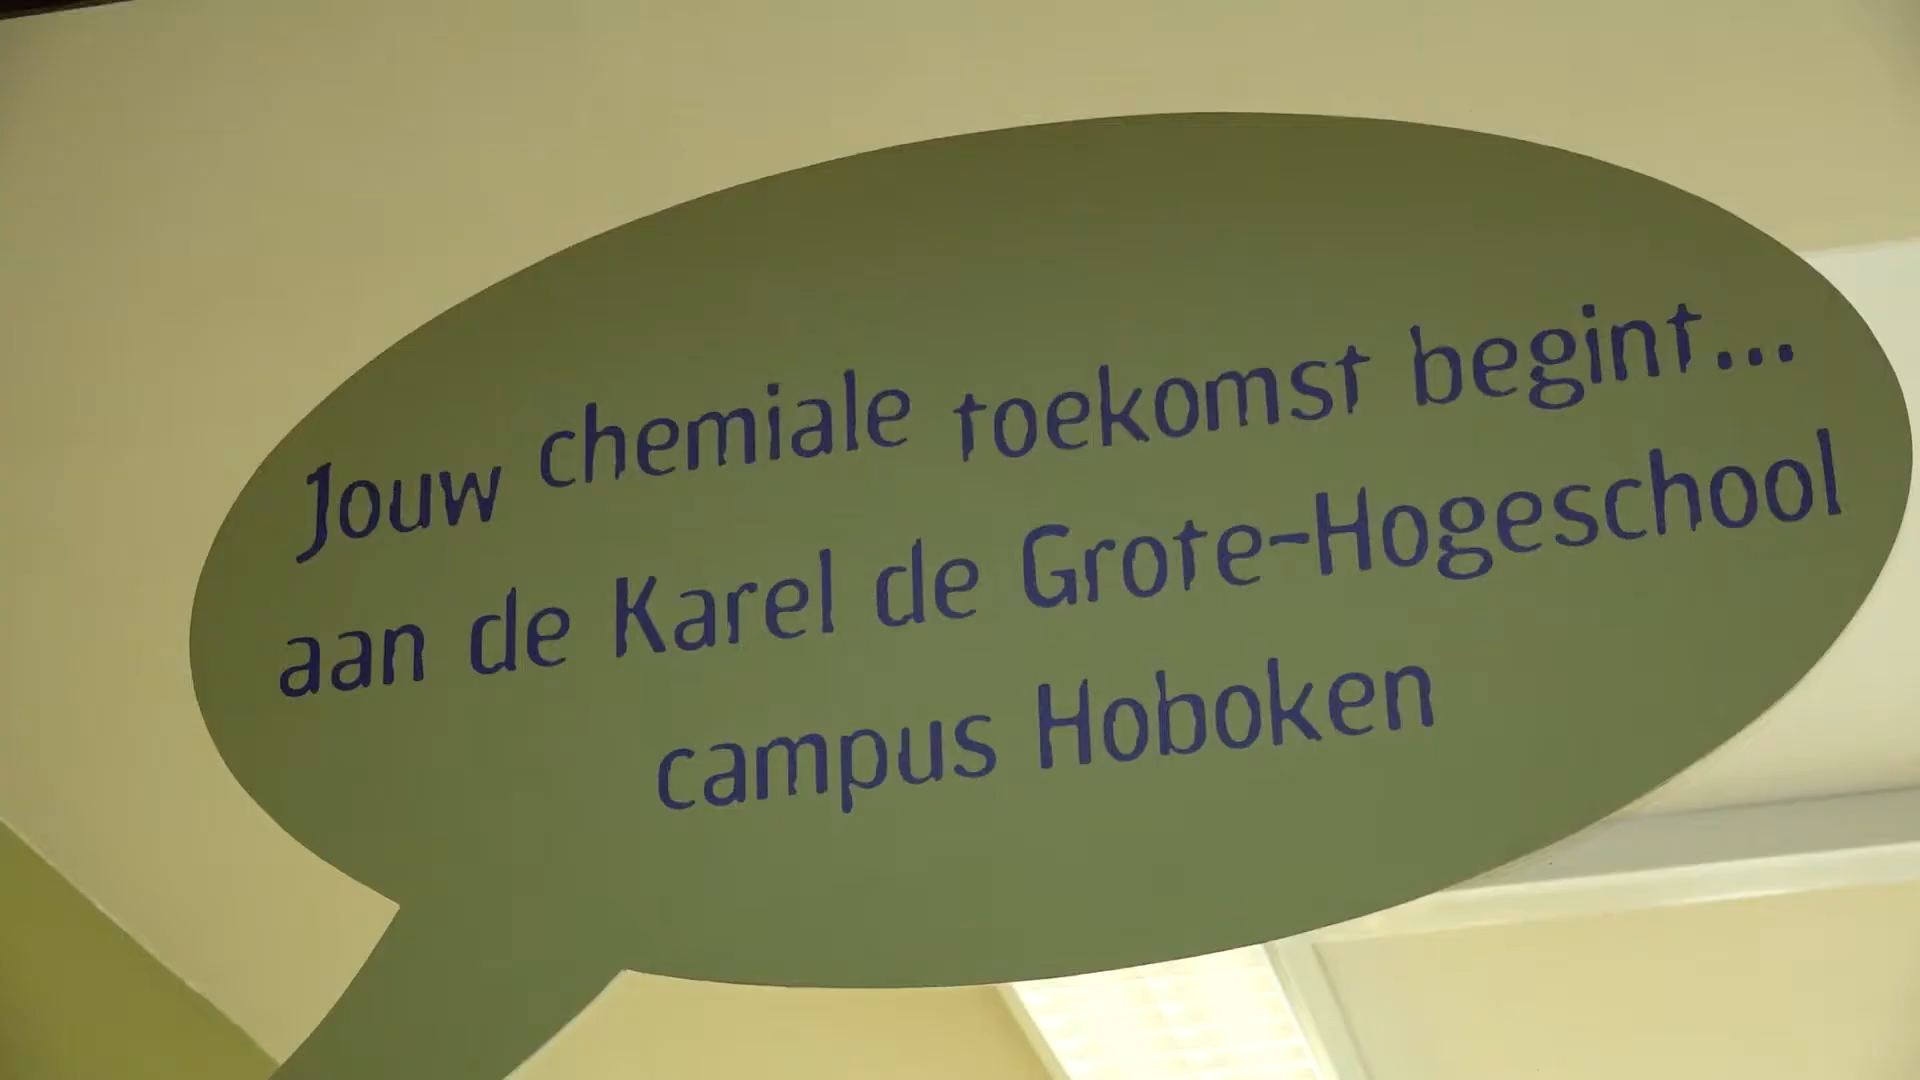 Jouw chemiale toekomst begint...
aan de Karel de Grote-Hogeschool
campus Hoboken